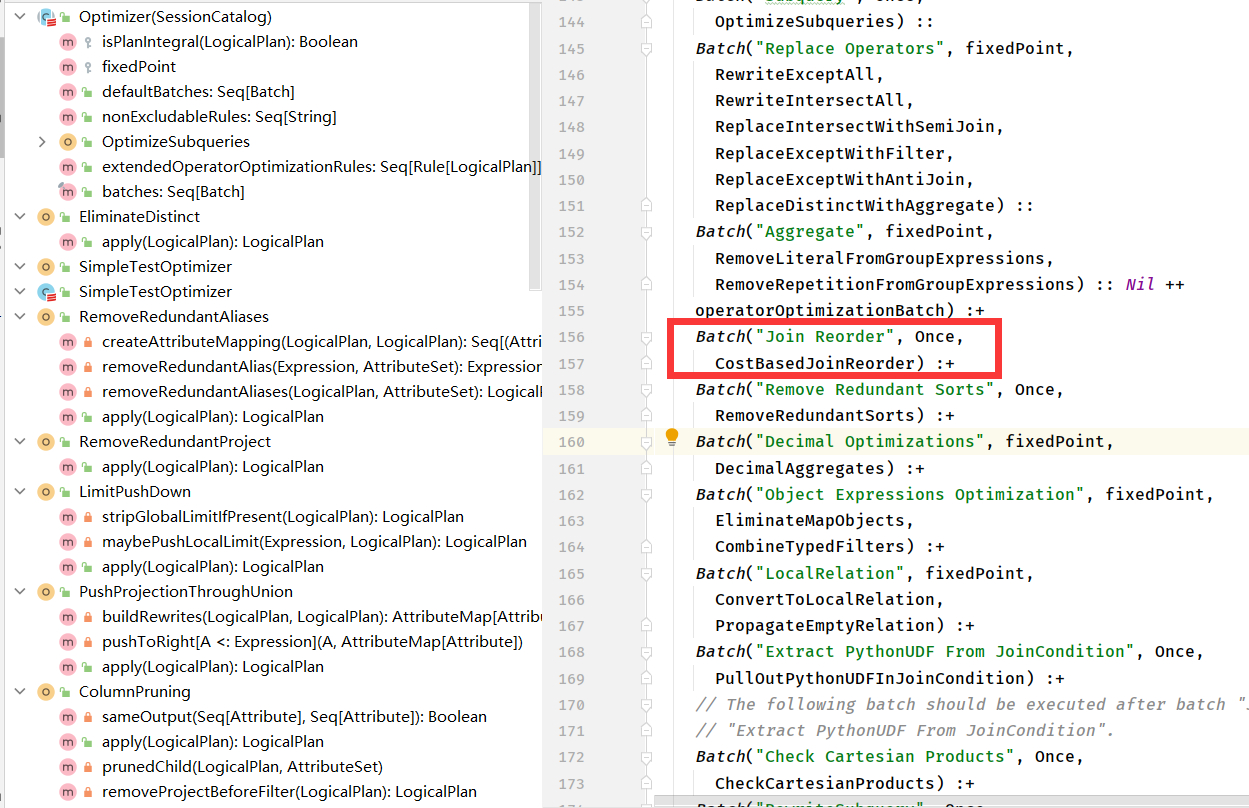 Optimizer(SessionCatalog)
isPlanIntegral(LogicalPlan): Boolean
fixedPoint
defaultBatches: Seq[Batch]
nonExcludableRules: Seq[String]
OptimizeSubqueries
extendedOperatorOptimizationRules: Seq[Rule[LogicalPlan]]
batches: Seq[Batch]
EliminateDistinct
apply(LogicalPlan): LogicalPlan
SimpleTestOptimizer
SimpleTestOptimizer
RemoveRedundantAliases
createAttributeMapping(LogicalPlan, LogicalPlan): Seq[(Attri
removeRedundantAlias(Expression, AttributeSet): Expression
removeRedundantAliases(LogicalPlan, AttributeSet): Logical
apply(LogicalPlan): LogicalPlan
RemoveRedundantProject
apply(LogicalPlan): LogicalPlan
LimitPushDown
stripGlobalLimitIfPresent(LogicalPlan): LogicalPlan
maybePushLocalLimit(Expression, LogicalPlan): LogicalPlan
apply(LogicalPlan): LogicalPlan
PushProjectionThroughUnion
buildRewrites(LogicalPlan, LogicalPlan): AttributeMap[Attribu
pushToRight[A <: Expression](A, AttributeMap[Attribute])
apply(LogicalPlan): LogicalPlan
ColumnPruning
sameOutput(Seq[Attribute], Seq[Attribute]): Boolean
apply(LogicalPlan): LogicalPlan
prunedChild(LogicalPlan, AttributeSet)
removeProjectBeforeFilter(LogicalPlan): LogicalPlan
144 OptimizeSubqueries) ::
145 Batch("Replace Operators", fixedPoint,
146 RewriteExceptAll,
147 RewriteIntersectAll,
148 ReplaceIntersectWithSemiJoin,
149 ReplaceExceptWithFilter,
150 ReplaceExceptWithAntiJoin,
151 ReplaceDistinctWithAggregate) ::
152 Batch("Aggregate", fixedPoint,
153 RemoveLiteralFromGroupExpressions,
154 RemoveRepetitionFromGroupExpressions) :: Nil ++
155 operatorOptimizationBatch) :+
156 Batch("Join Reorder", Once,
157 CostBasedJoinReorder) :+
158 Batch("Remove Redundant Sorts", Once,
159 RemoveRedundantSorts) :+
160 Batch("Decimal Optimizations", fixedPoint,
161 DecimalAggregates) :+
162 Batch("Object Expressions Optimization", fixedPoint,
163 EliminateMapObjects,
164 CombineTypedFilters) :+
165 Batch("LocalRelation", fixedPoint,
166 ConvertToLocalRelation,
167 PropagateEmptyRelation) :+
168 Batch("Extract PythonUDF From JoinCondition", Once,
169 PullOutPythonUDFInJoinCondition) :+
170 // The following batch should be executed after batch "
171 // "Extract PythonUDF From JoinCondition".
172 Batch("Check Cartesian Products", Once,
173 CheckCartesianProducts) :+